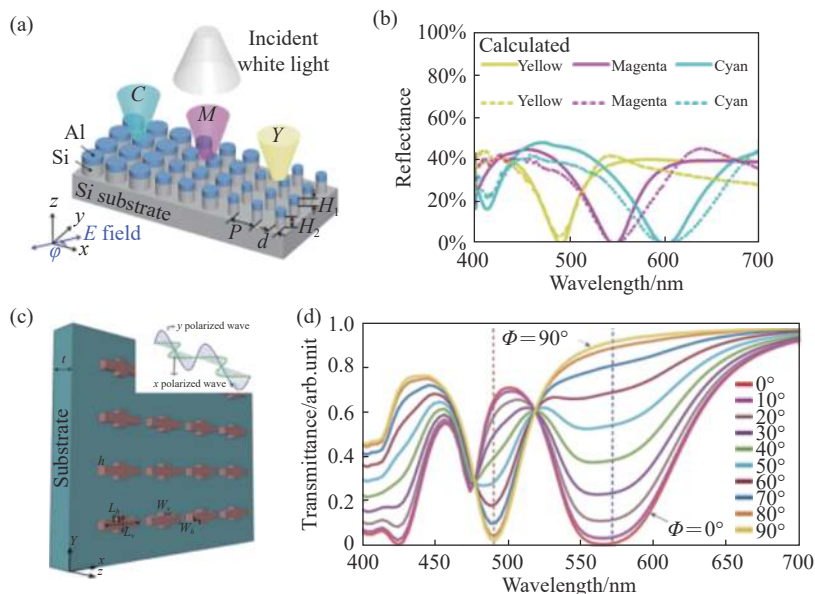 (a)
Incident
white light
C
M
Y
Al
Si
Si substrate
H₁
H₂
P
d
z
y
E field
φ
x
(b)
100%
80%
60%
40%
20%
0%
Reflectance
Calculated
Yellow
Magenta
Cyan
Yellow
Magenta
Cyan
400
500
600
700
Wavelength/nm
(c)
y polarized wave
x polarized wave
t
Substrate
h
Y
x
z
(d)
1.0
0.8
0.6
0.4
0.2
0
Transmittance/arb.unit
Φ=90°
Φ=0°
0°
10°
20°
30°
40°
50°
60°
70°
80°
90°
400
450
500
550
600
650
700
Wavelength/nm